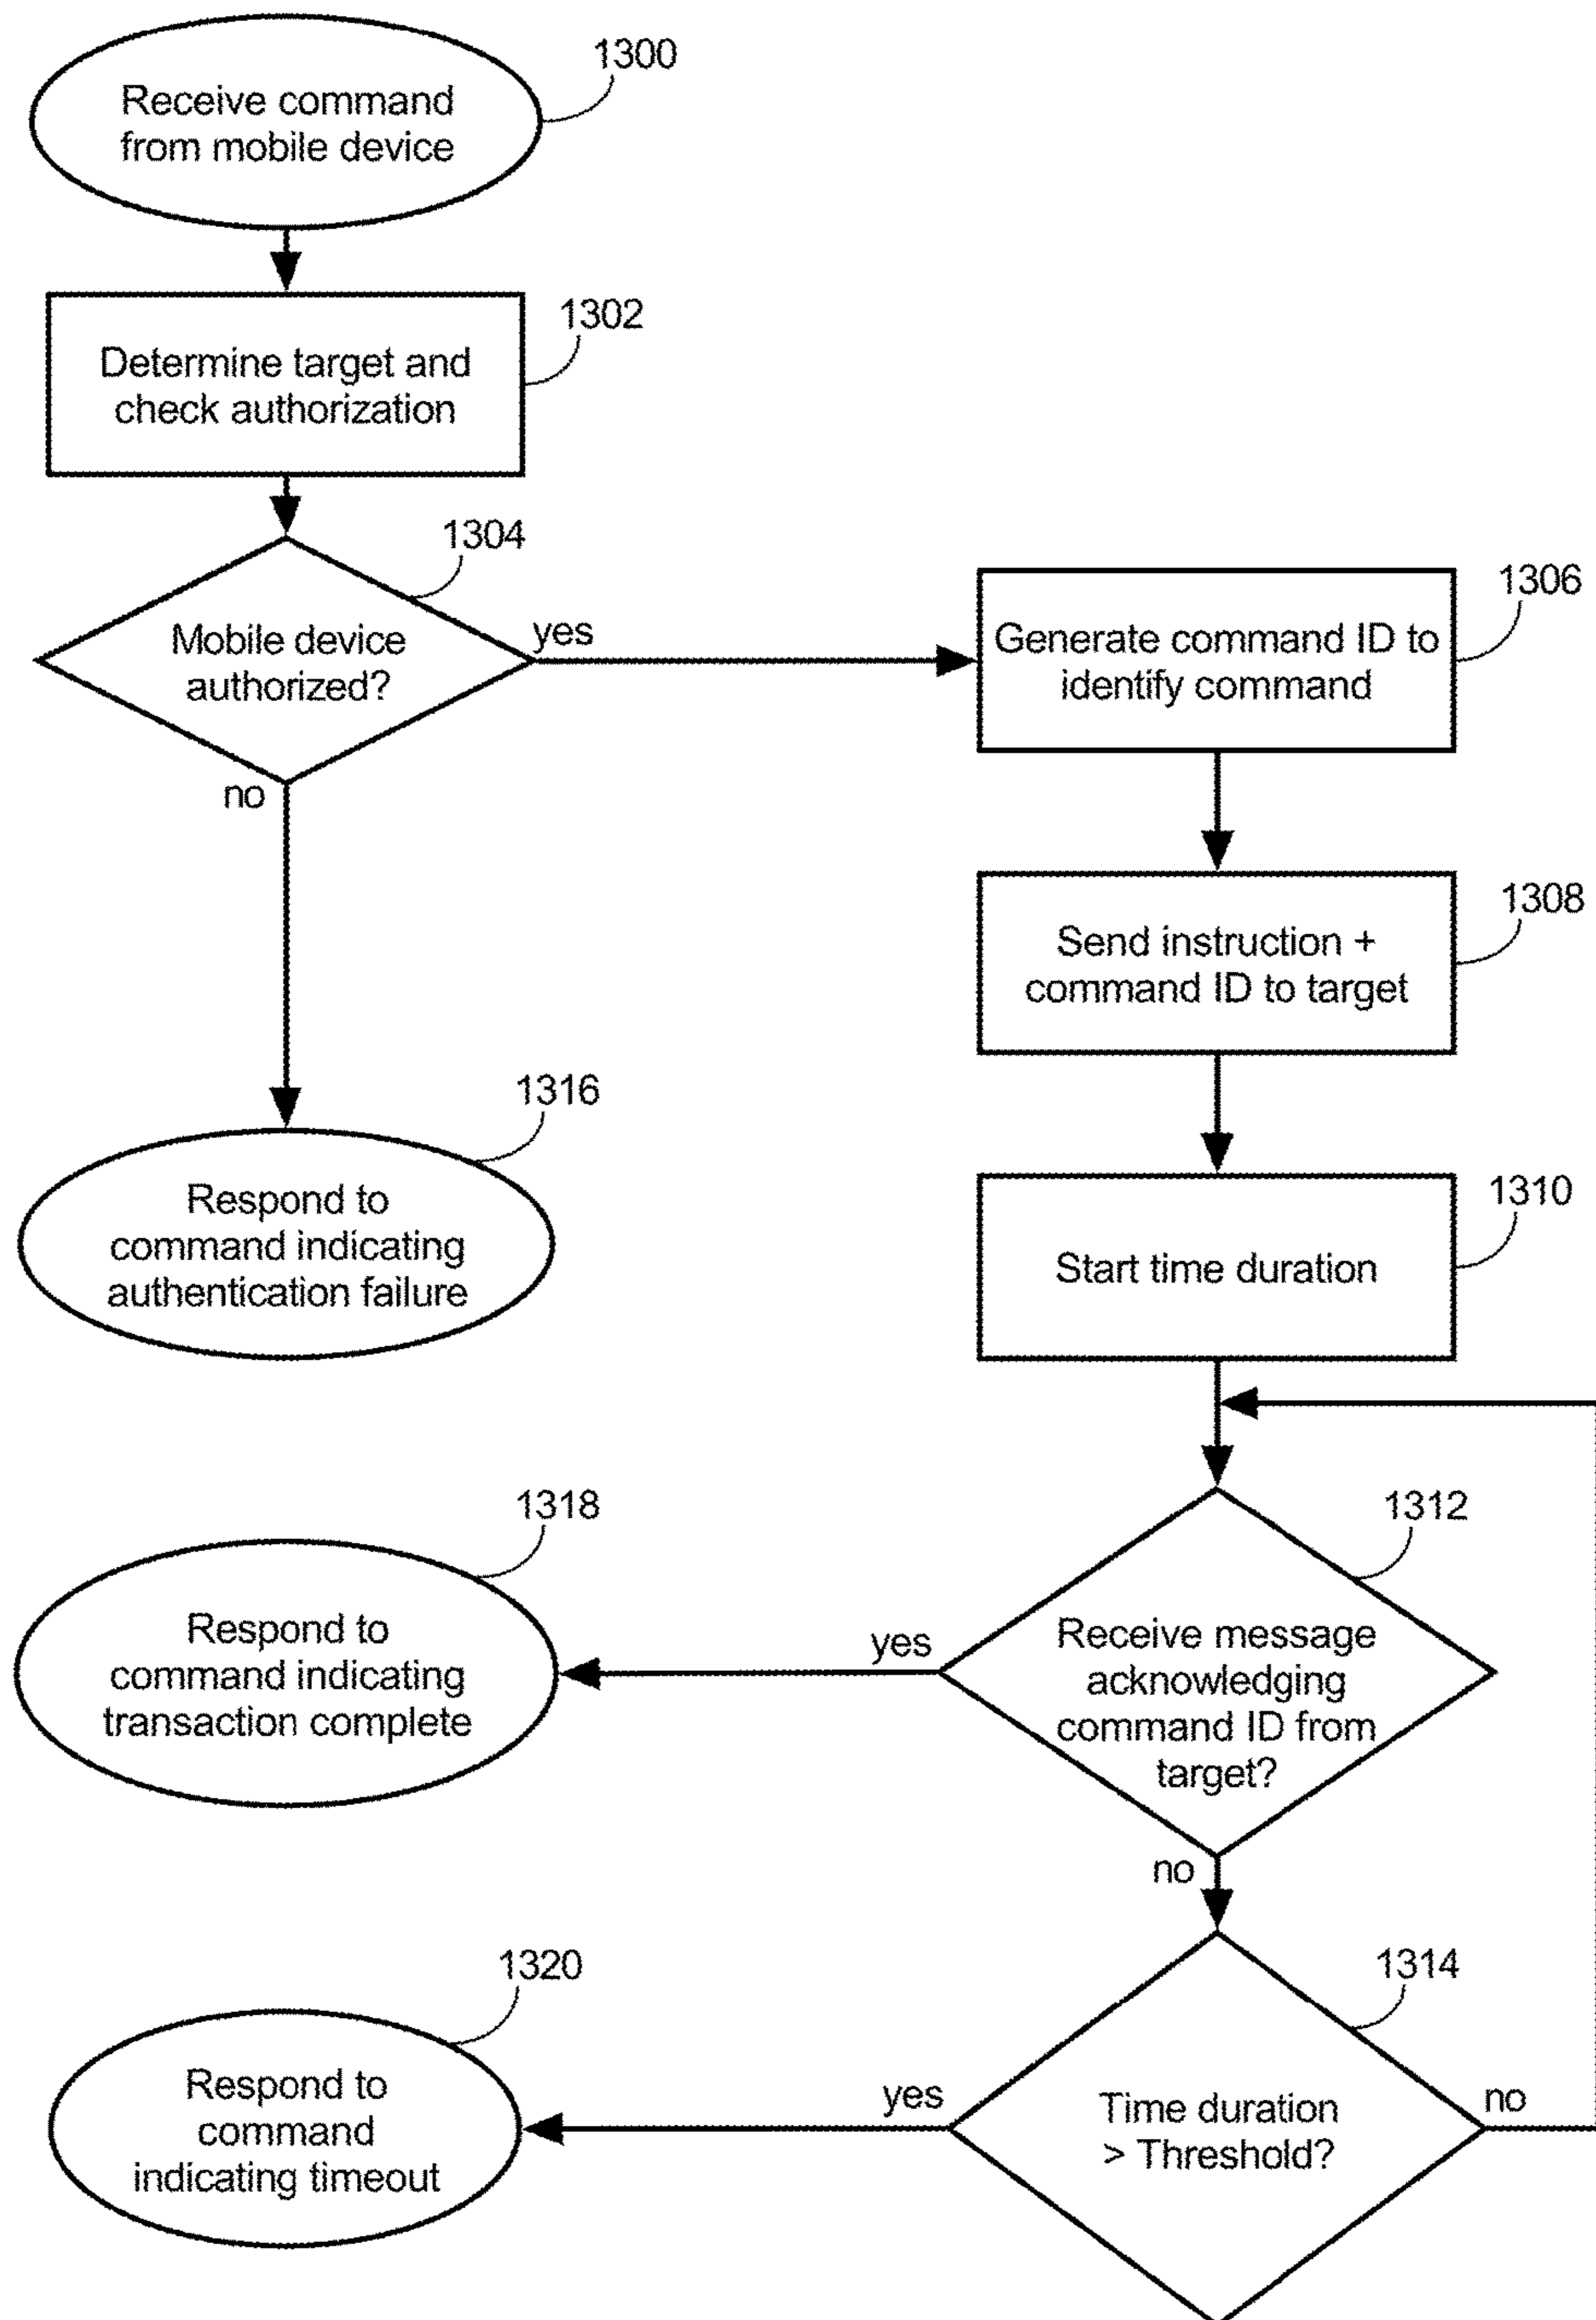 1300
Receive command
from mobile device
1302
Determine target and
check authorization
1304
Mobile device
authorized?
yes
no
1306
Generate command ID to
identify command
1308
Send instruction +
command ID to target
1316
Respond to
command indicating
authentication failure
1310
Start time duration
1318
Respond to
command indicating
transaction complete
1312
yes
Receive message
acknowledging
command ID from
target?
no
1320
Respond to
command
indicating timeout
1314
yes
Time duration
> Threshold?
no